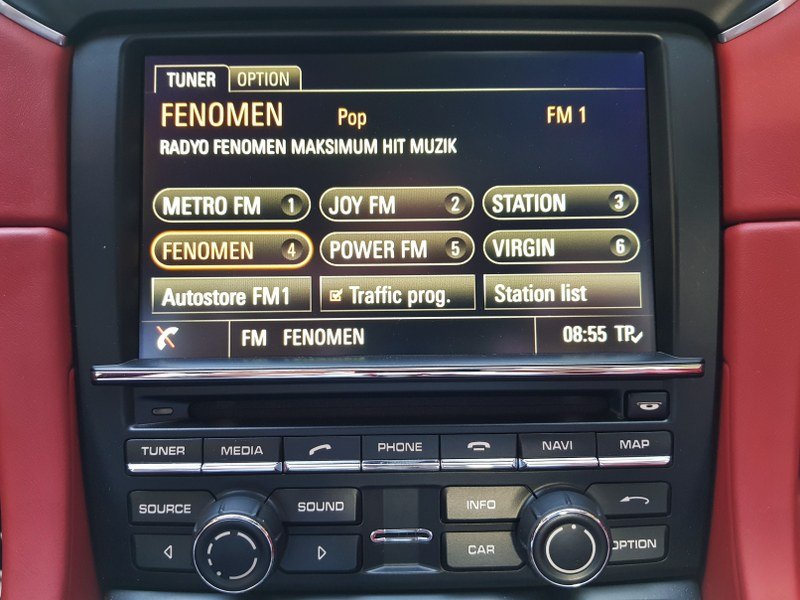 TUNER OPTION
FENOMEN Pop FM 1
RADYO FENOMEN MAKSIMUM HIT MUZIK
METRO FM 1 JOY FM 2 STATION 3
FENOMEN 4 POWER FM 5 VIRGIN 6
Autostore FM1 Traffic prog. Station list
FM FENOMEN 08:55 TP
TUNER MEDIA PHONE NAVI MAP
SOURCE SOUND INFO
CAR OPTION